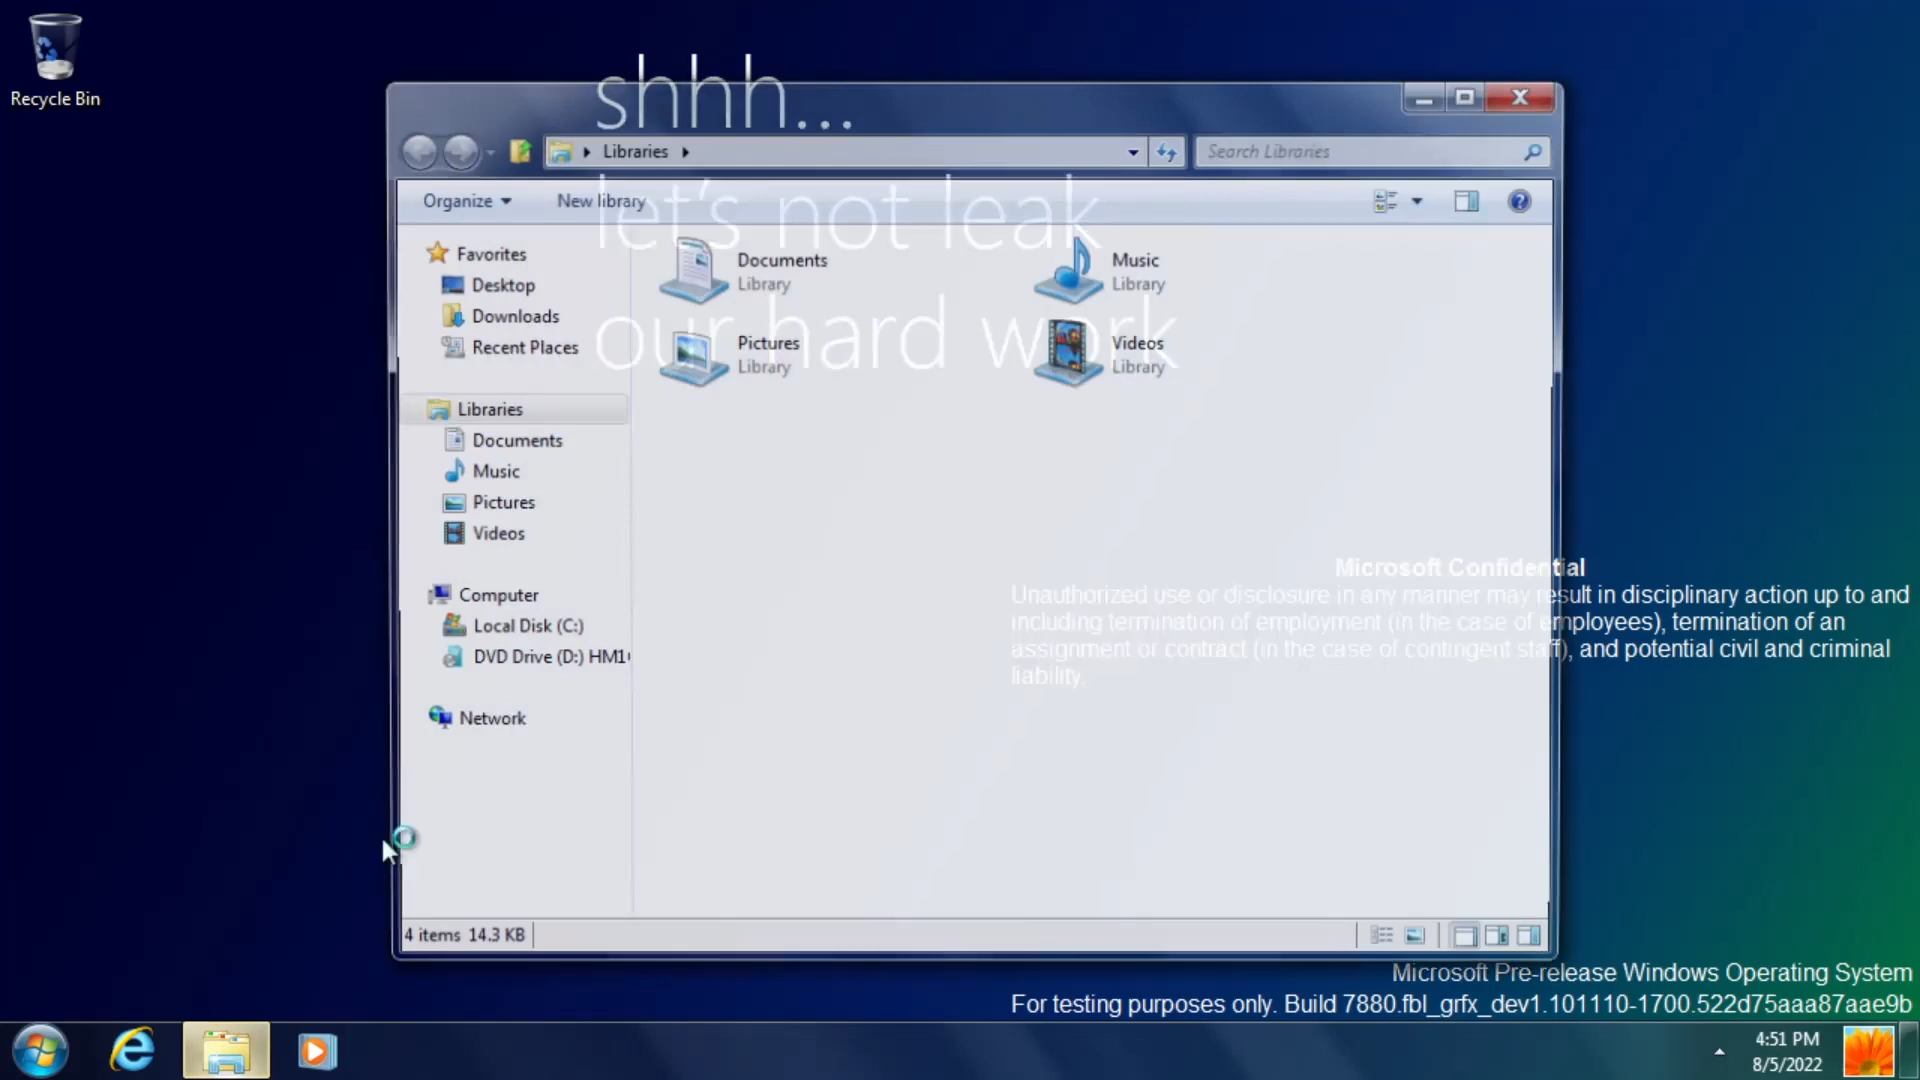 Recycle Bin
shhh...
let's not leak
our hard work
Libraries
Search Libraries
Organize
New library
Favorites
Desktop
Downloads
Recent Places
Libraries
Documents
Music
Pictures
Videos
Computer
Local Disk (C:)
DVD Drive (D:) HM1
Network
Documents
Library
Music
Library
Pictures
Library
Videos
Library
4 items 14.3 KB
Microsoft Confidential
Unauthorized use or disclosure in any manner may result in disciplinary action up to and
including termination of employment (in the case of employees), termination of an
assignment or contract (in the case of contingent staff), and potential civil and criminal
liability.
Microsoft Pre-release Windows Operating System
For testing purposes only. Build 7880.fbl_grfx_dev1.101110-1700.522d75aaa87aae9b
4:51 PM
8/5/2022